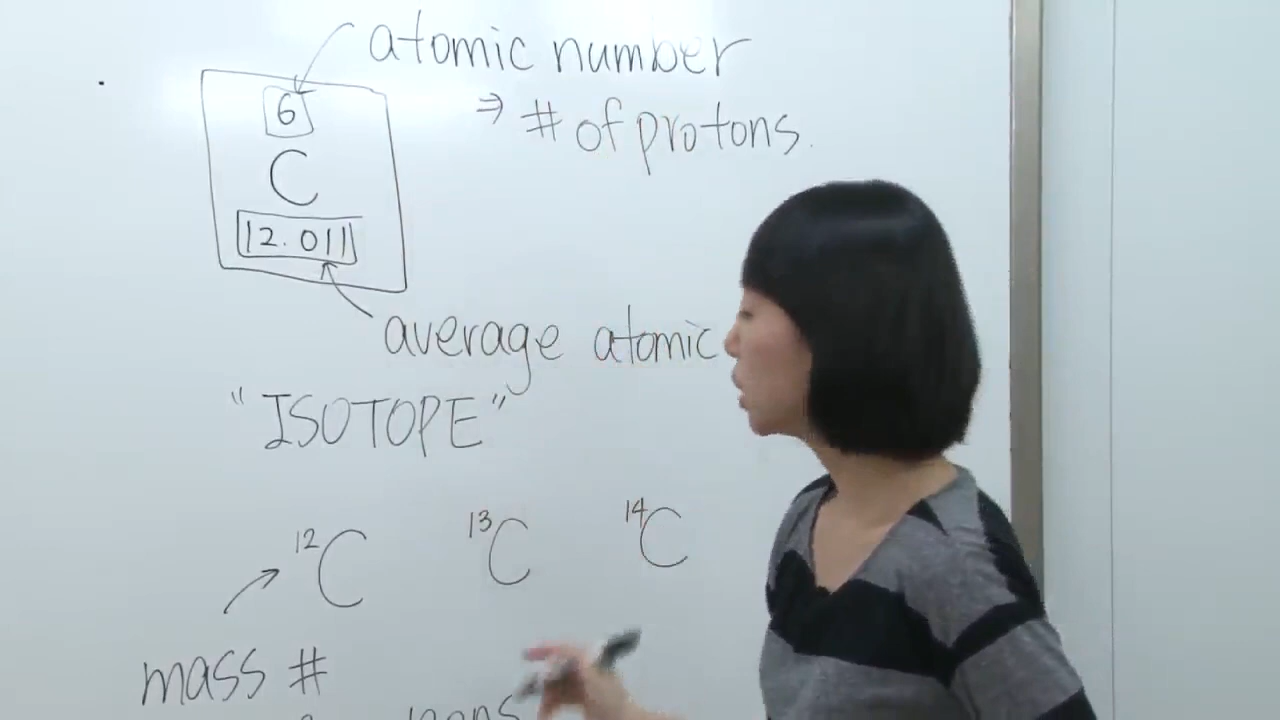 atomic number
6
⇒ # of protons.
C
12.011
average atomic
"ISOTOPE"
¹²C ¹³C ¹⁴C
mass #